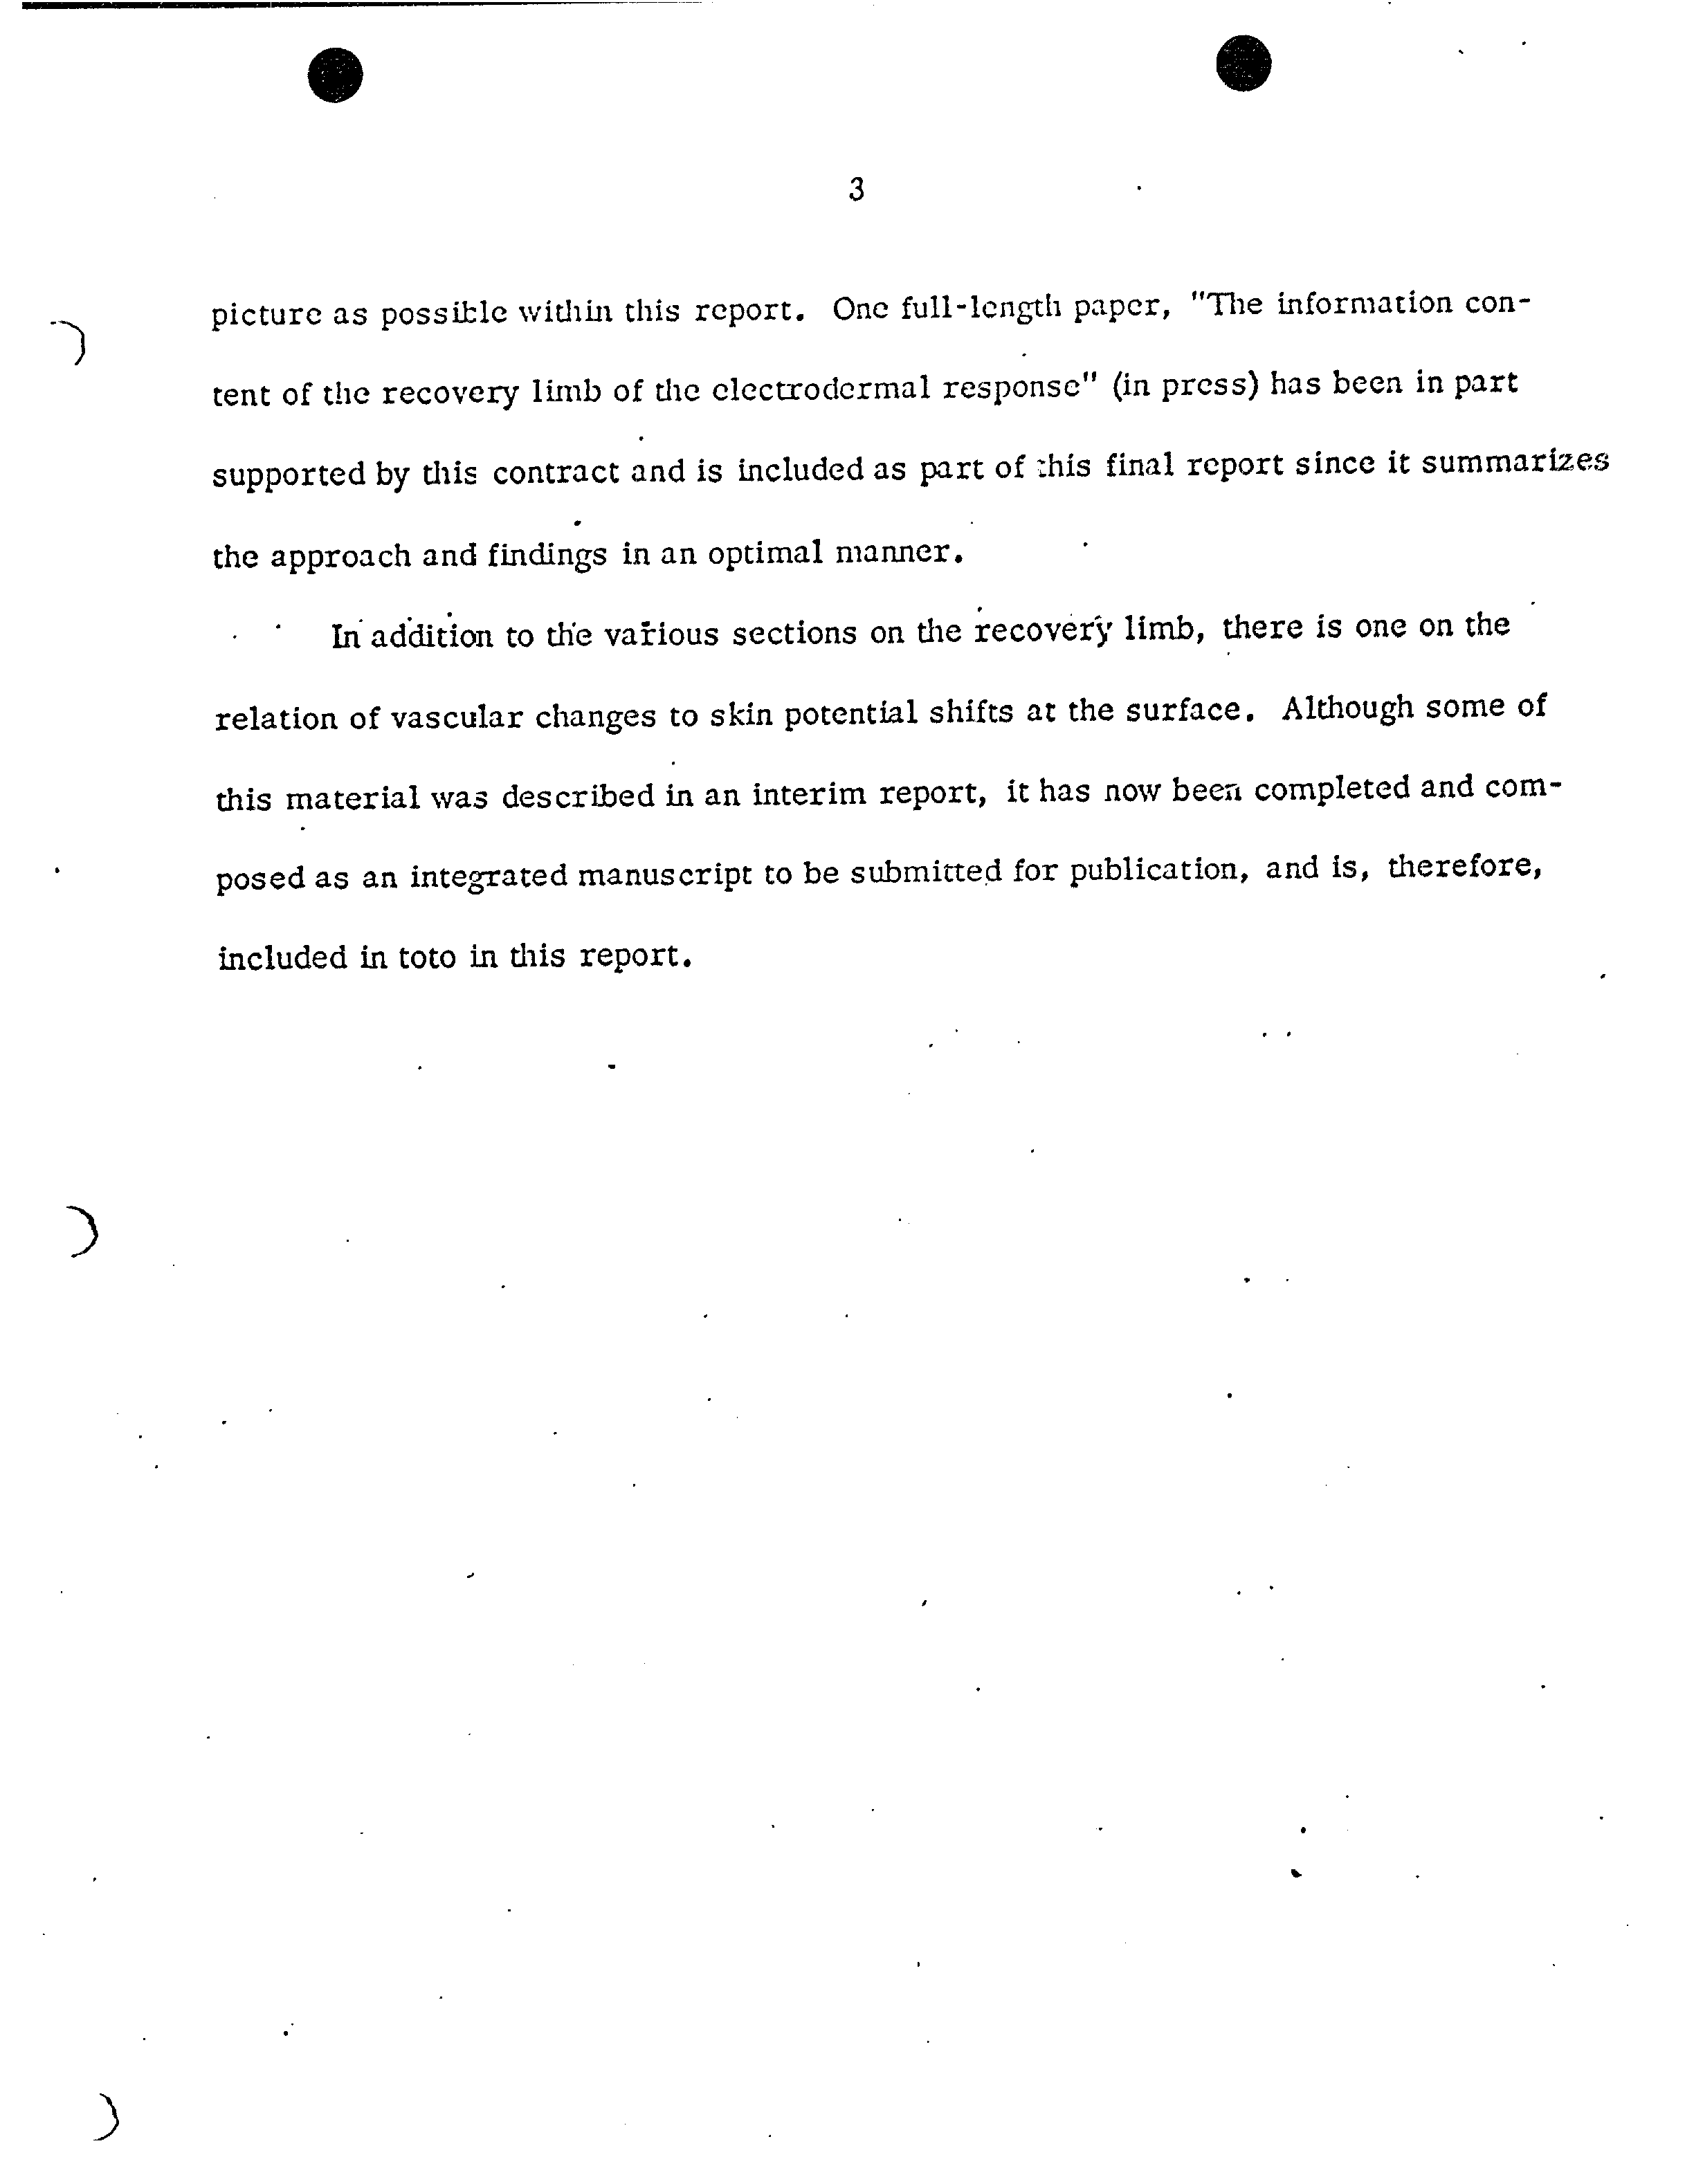 3
picture as possible within this report. One full-length paper, "The information con-
tent of the recovery limb of the electrodermal response" (in press) has been in part
supported by this contract and is included as part of this final report since it summarizes
the approach and findings in an optimal manner.
In addition to the various sections on the recovery limb, there is one on the
relation of vascular changes to skin potential shifts at the surface. Although some of
this material was described in an interim report, it has now been completed and com-
posed as an integrated manuscript to be submitted for publication, and is, therefore,
included in toto in this report.